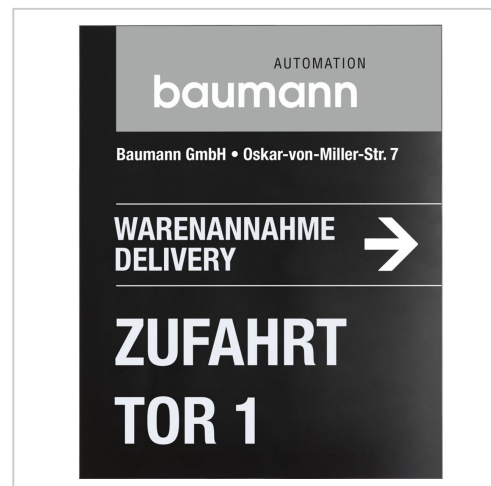 AUTOMATION
baumann
Baumann GmbH • Oskar-von-Miller-Str. 7
WARENANNAHME
DELIVERY
ZUFAHRT
TOR 1